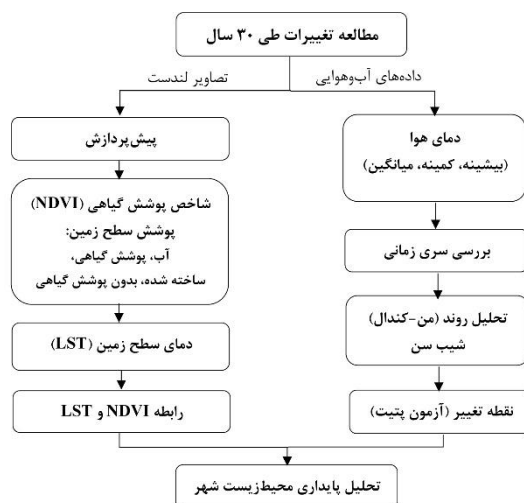 مطالعه تغییرات طی ۳۰ سال
داده‌های آب‌وهوایی
تصاویر لندست
دمای هوا
(بیشینه، کمینه، میانگین)
بررسی سری زمانی
تحلیل روند (من-کندال)
شیب سن
نقطه تغییر (آزمون پتیت)
پیش‌پردازش
شاخص پوشش گیاهی (NDVI)
پوشش سطح زمین:
آب، پوشش گیاهی،
ساخته شده، بدون پوشش گیاهی
دمای سطح زمین (LST)
رابطه NDVI و LST
تحلیل پایداری محیط‌زیست شهر